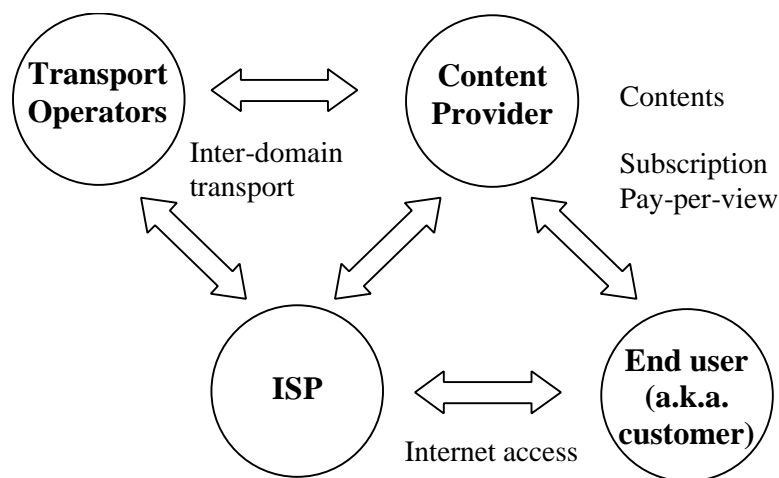 Transport
Operators
Content
Provider
Contents
Inter-domain
transport
Subscription
Pay-per-view
ISP
End user
(a.k.a.
customer)
Internet access